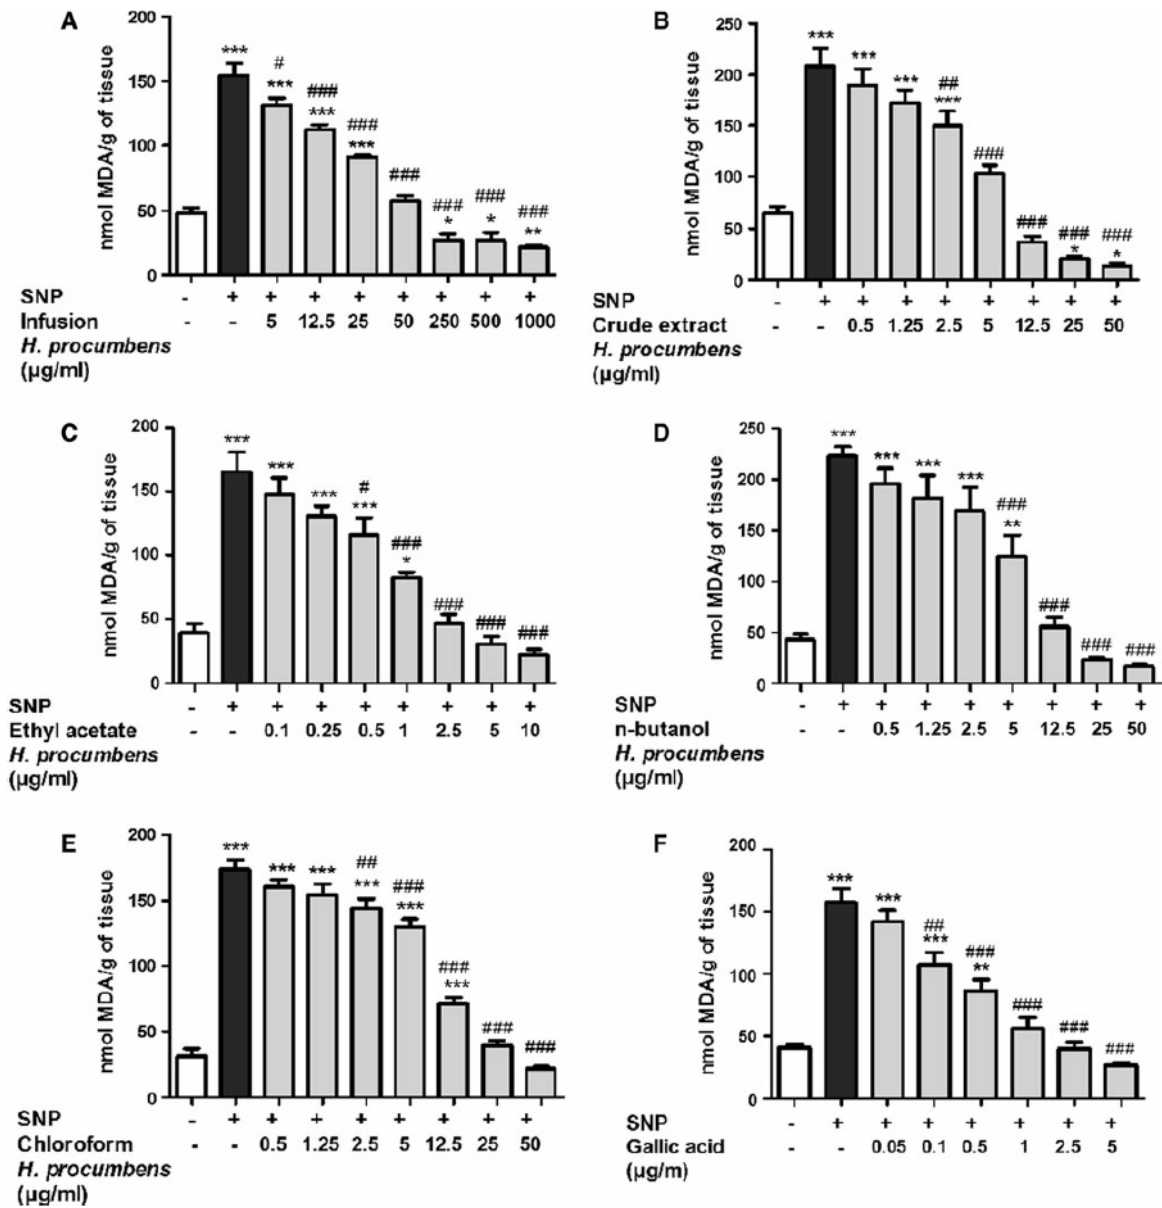 A
nmol MDA/g of tissue
200
150
100
50
0
***
#
***
###
***
###
***
###
###
*
###
*
###
**
SNP - + + + + + + + +
Infusion - - 5 12.5 25 50 250 500 1000
H. procumbens
(µg/ml)
B
nmol MDA/g of tissue
250
200
150
100
50
0
***
***
***
##
***
###
###
###
*
###
*
SNP - + + + + + + + +
Crude extract - - 0.5 1.25 2.5 5 12.5 25 50
H. procumbens
(µg/ml)
C
nmol MDA/g of tissue
200
150
100
50
0
***
***
***
#
***
###
*
###
###
###
SNP - + + + + + + + +
Ethyl acetate - - 0.1 0.25 0.5 1 2.5 5 10
H. procumbens
(µg/ml)
D
nmol MDA/g of tissue
250
200
150
100
50
0
***
***
***
***
###
**
###
###
###
SNP - + + + + + + + +
n-butanol - - 0.5 1.25 2.5 5 12.5 25 50
H. procumbens
(µg/ml)
E
nmol MDA/g of tissue
200
150
100
50
0
***
***
***
##
***
###
***
###
***
###
###
SNP - + + + + + + + +
Chloroform - - 0.5 1.25 2.5 5 12.5 25 50
H. procumbens
(µg/ml)
F
nmol MDA/g of tissue
200
150
100
50
0
***
***
##
***
###
**
###
###
###
SNP - + + + + + + +
Gallic acid - - 0.05 0.1 0.5 1 2.5 5
(µg/m)